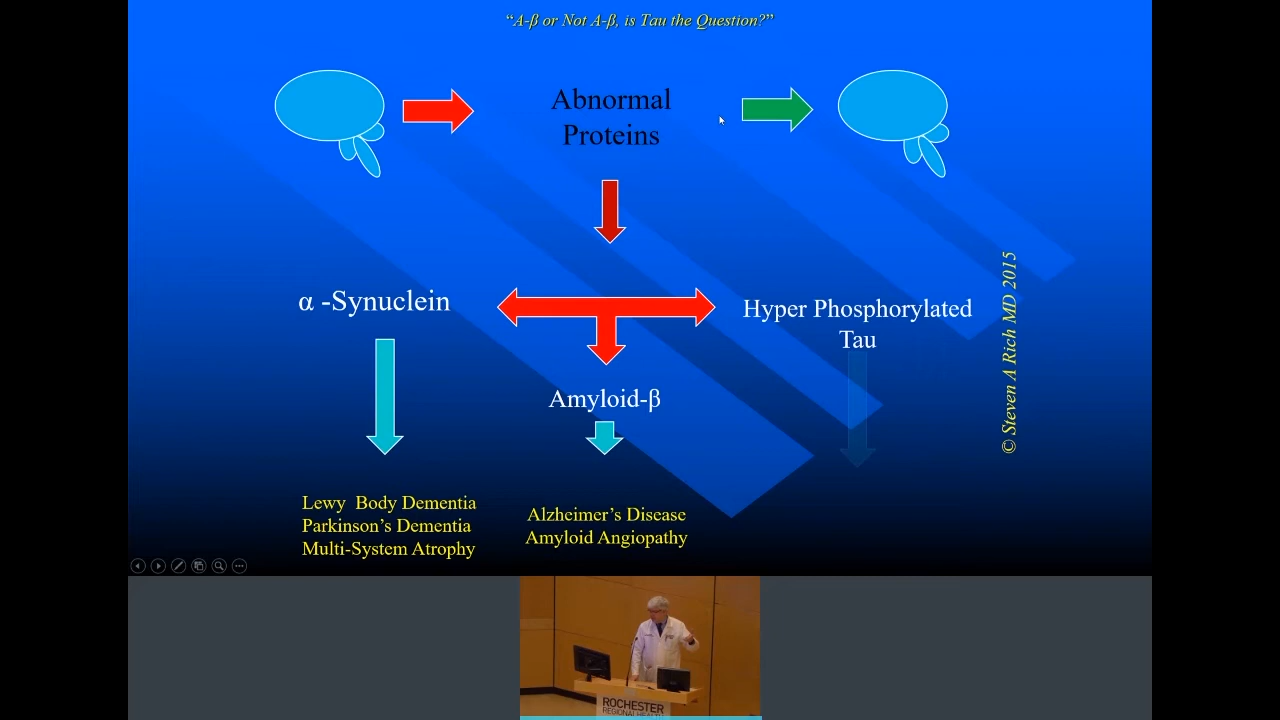 “A-β or Not A-β, is Tau the Question?”
Abnormal
Proteins
α -Synuclein
Hyper Phosphorylated
Tau
Amyloid-β
© Steven A Rich MD 2015
Lewy  Body Dementia
Parkinson’s Dementia
Multi-System Atrophy
Alzheimer’s Disease
Amyloid Angiopathy
ROCHESTER
REGIONAL HEALTH